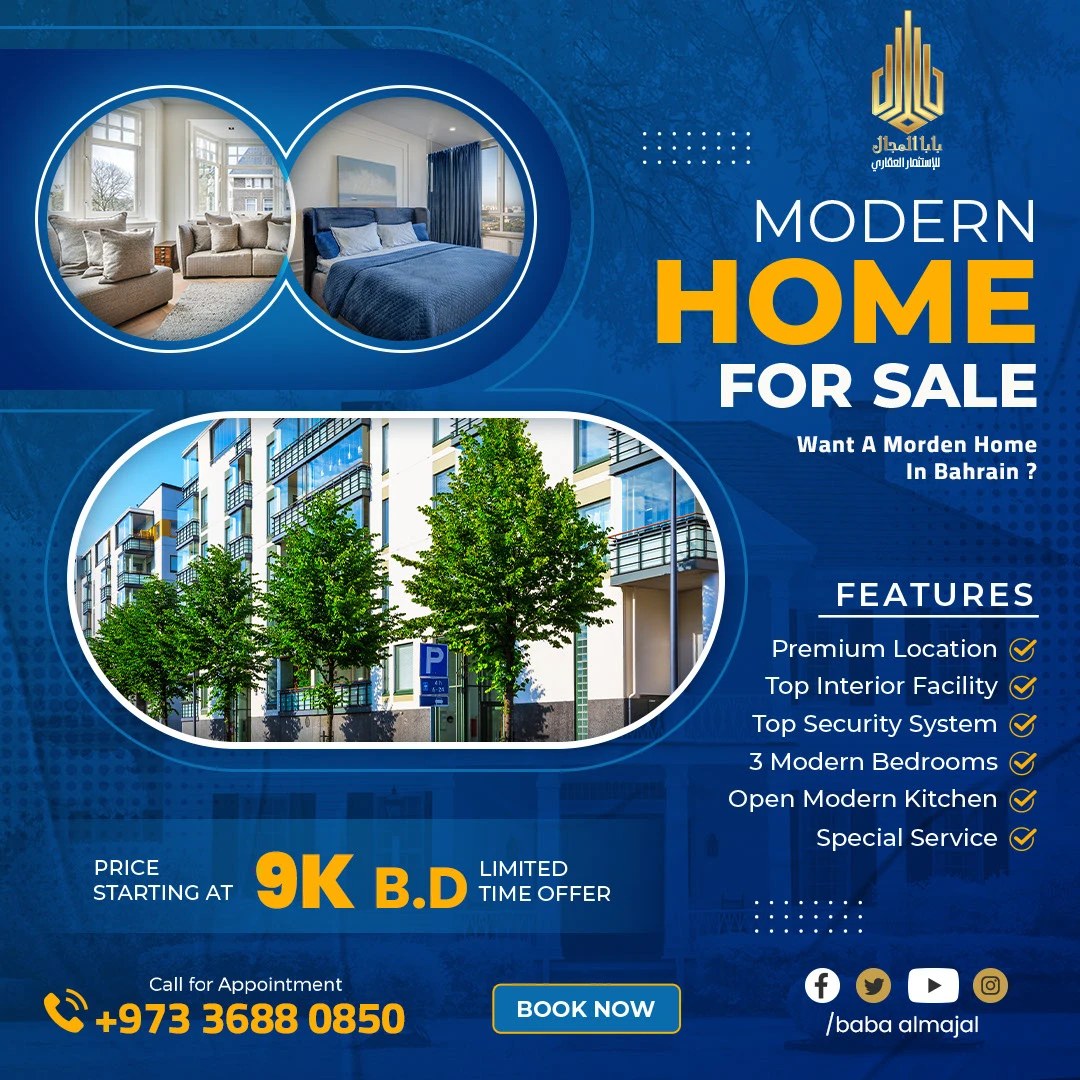 بابا المجال
للإستثمار العقاري
MODERN
HOME
FOR SALE
Want A Morden Home
In Bahrain ?
P
FEATURES
Premium Location
Top Interior Facility
Top Security System
3 Modern Bedrooms
Open Modern Kitchen
Special Service
PRICE
STARTING AT
9K B.D
LIMITED
TIME OFFER
Call for Appointment
+973 3688 0850
BOOK NOW
/baba almajal